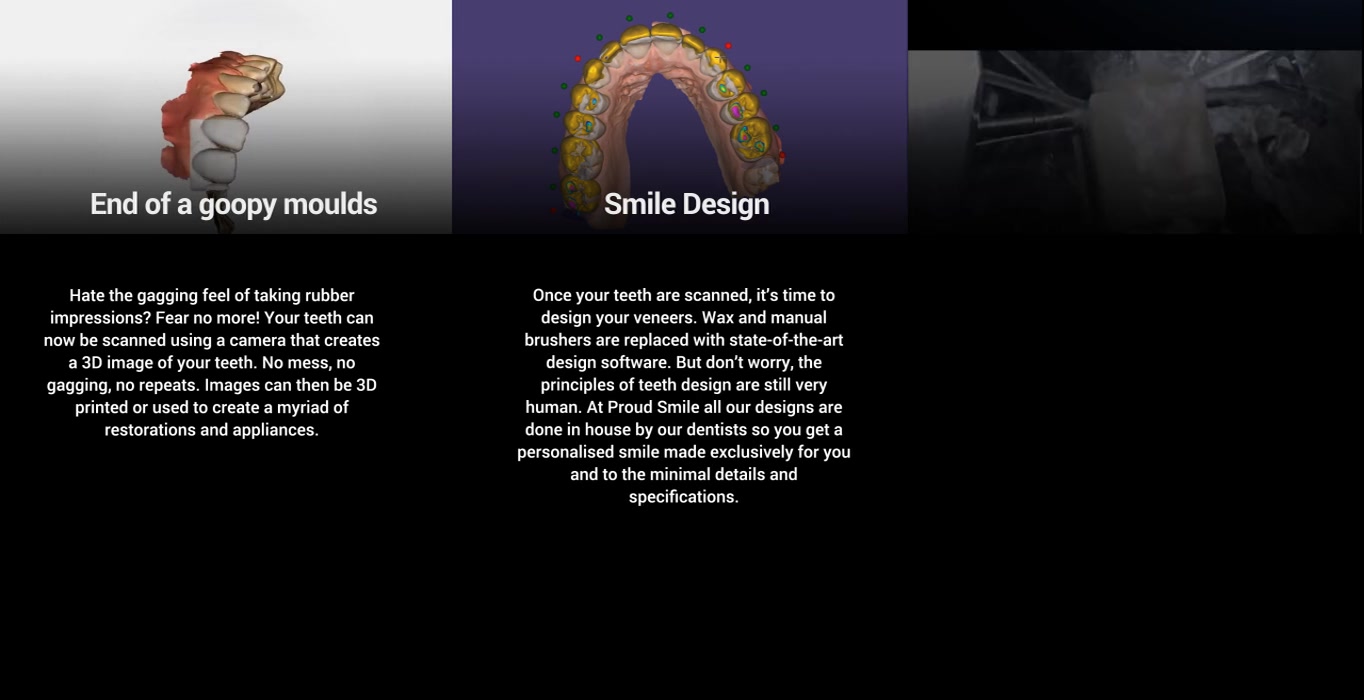 End of a goopy moulds
Hate the gagging feel of taking rubber
impressions? Fear no more! Your teeth can
now be scanned using a camera that creates
a 3D image of your teeth. No mess, no
gagging, no repeats. Images can then be 3D
printed or used to create a myriad of
restorations and appliances.
Smile Design
Once your teeth are scanned, it’s time to
design your veneers. Wax and manual
brushers are replaced with state-of-the-art
design software. But don’t worry, the
principles of teeth design are still very
human. At Proud Smile all our designs are
done in house by our dentists so you get a
personalised smile made exclusively for you
and to the minimal details and
specifications.